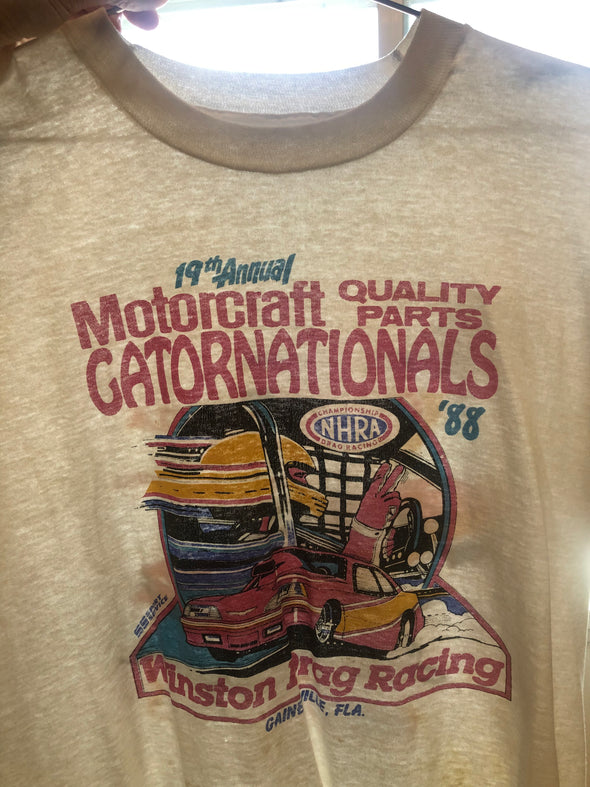 19th Annual
Motorcraft QUALITY PARTS
GATORNATIONALS
'88
CHAMPIONSHIP
NHRA
DRAG RACING
Winston Drag Racing
GAINESVILLE, FLA.